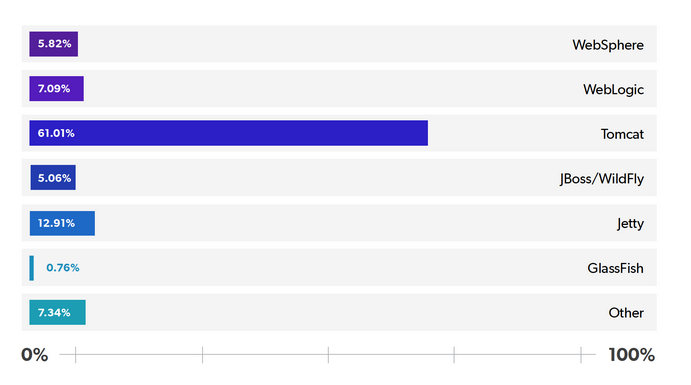 5.82% WebSphere
7.09% WebLogic
61.01% Tomcat
5.06% JBoss/WildFly
12.91% Jetty
0.76% GlassFish
7.34% Other
0% 100%